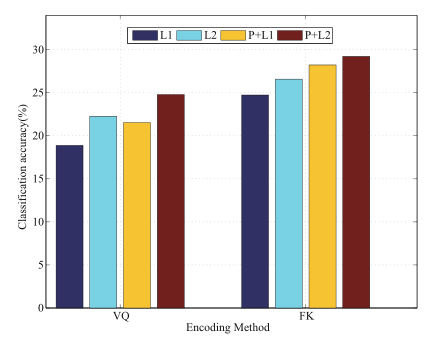 L1 L2 P+L1 P+L2
Classification accuracy(%)
30
25
20
15
10
5
0
VQ FK
Encoding Method